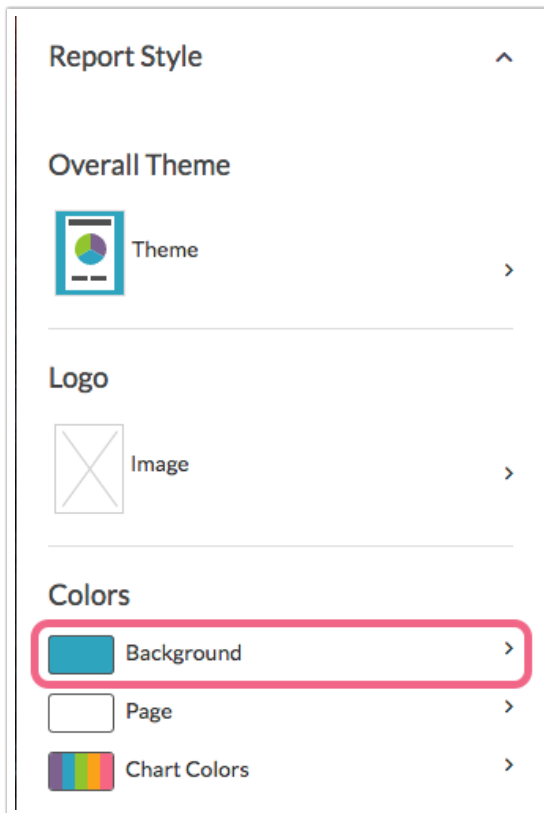 Report Style
Overall Theme
Theme
Logo
Image
Colors
Background
Page
Chart Colors